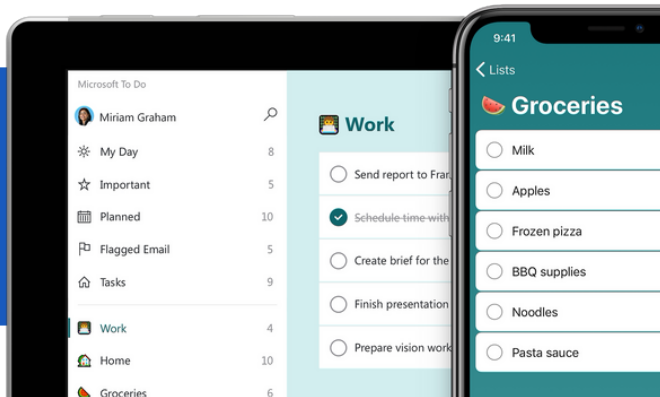 Microsoft To Do
Miriam Graham
My Day 8
Important 5
Planned 10
Flagged Email 5
Tasks 9
Work 4
Home 10
Groceries 6
Work
Send report to
Schedule time with
Create brief for the
Finish presentation
Prepare vision work
9:41
Lists
Groceries
Milk
Apples
Frozen pizza
BBQ supplies
Noodles
Pasta sauce